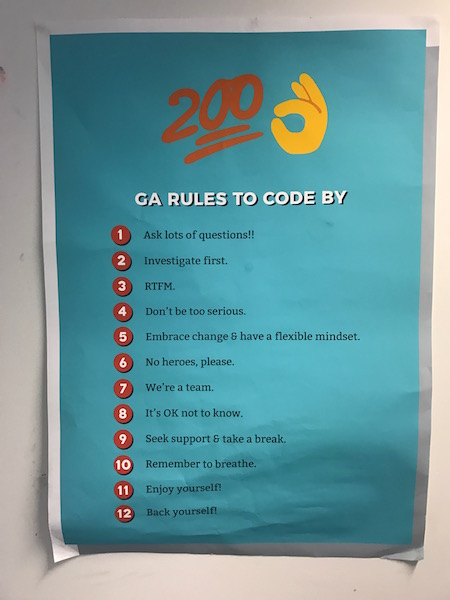 200
GA RULES TO CODE BY
1 Ask lots of questions!!
2 Investigate first.
3 RTFM.
4 Don't be too serious.
5 Embrace change & have a flexible mindset.
6 No heroes, please.
7 We're a team.
8 It's OK not to know.
9 Seek support & take a break.
10 Remember to breathe.
11 Enjoy yourself!
12 Back yourself!